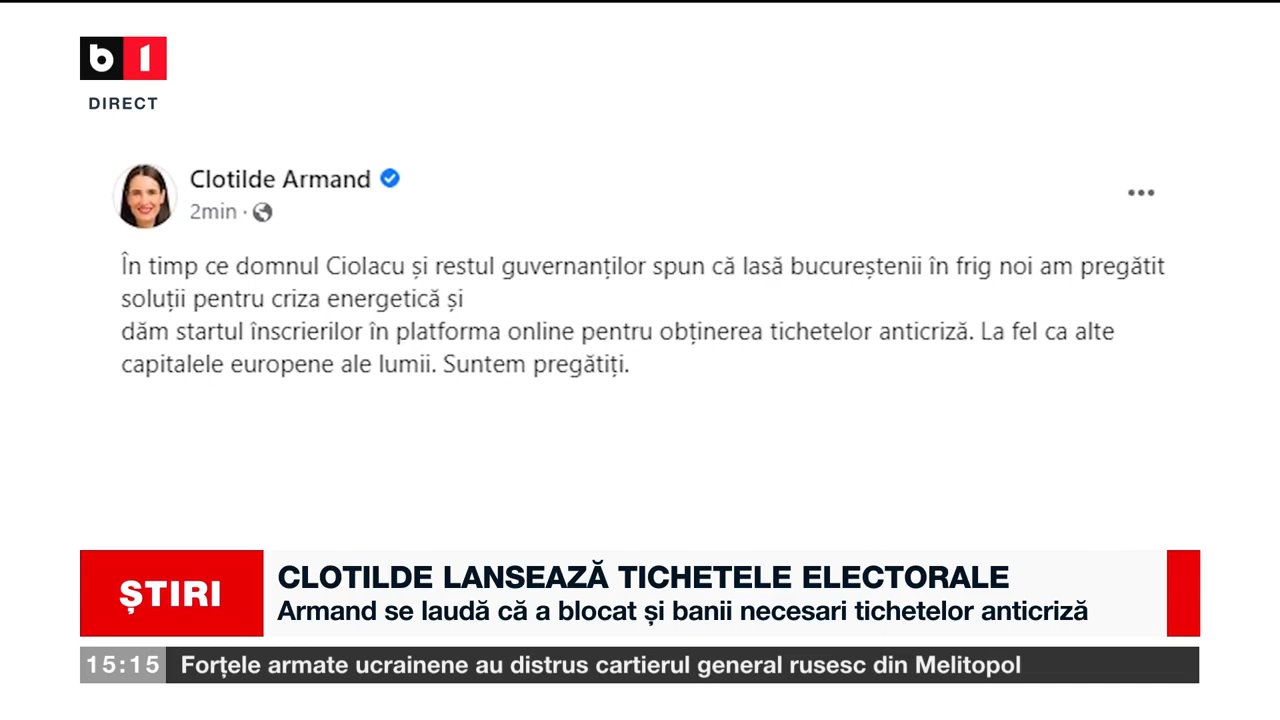 b1
DIRECT
Clotilde Armand
2min ·
În timp ce domnul Ciolacu și restul guvernanților spun că lasă bucureștenii în frig noi am pregătit
soluții pentru criza energetică și
dăm startul înscrierilor în platforma online pentru obținerea tichetelor anticriză. La fel ca alte
capitalele europene ale lumii. Suntem pregătiți.
ȘTIRI
CLOTILDE LANSEAZĂ TICHETELE ELECTORALE
Armand se laudă că a blocat și banii necesari tichetelor anticriză
15:15 Forțele armate ucrainene au distrus cartierul general rusesc din Melitopol